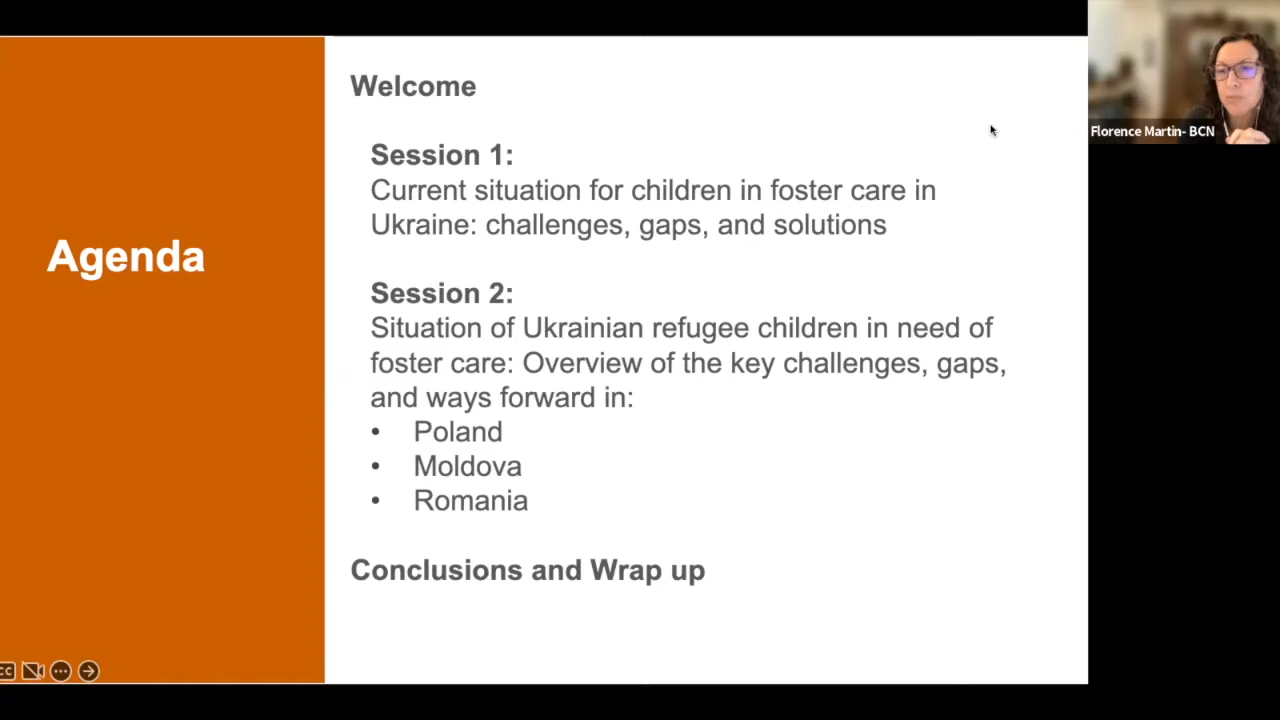 Agenda
Welcome
Session 1:
Current situation for children in foster care in
Ukraine: challenges, gaps, and solutions
Session 2:
Situation of Ukrainian refugee children in need of
foster care: Overview of the key challenges, gaps,
and ways forward in:
• Poland
• Moldova
• Romania
Conclusions and Wrap up
Florence Martin- BCN
CC